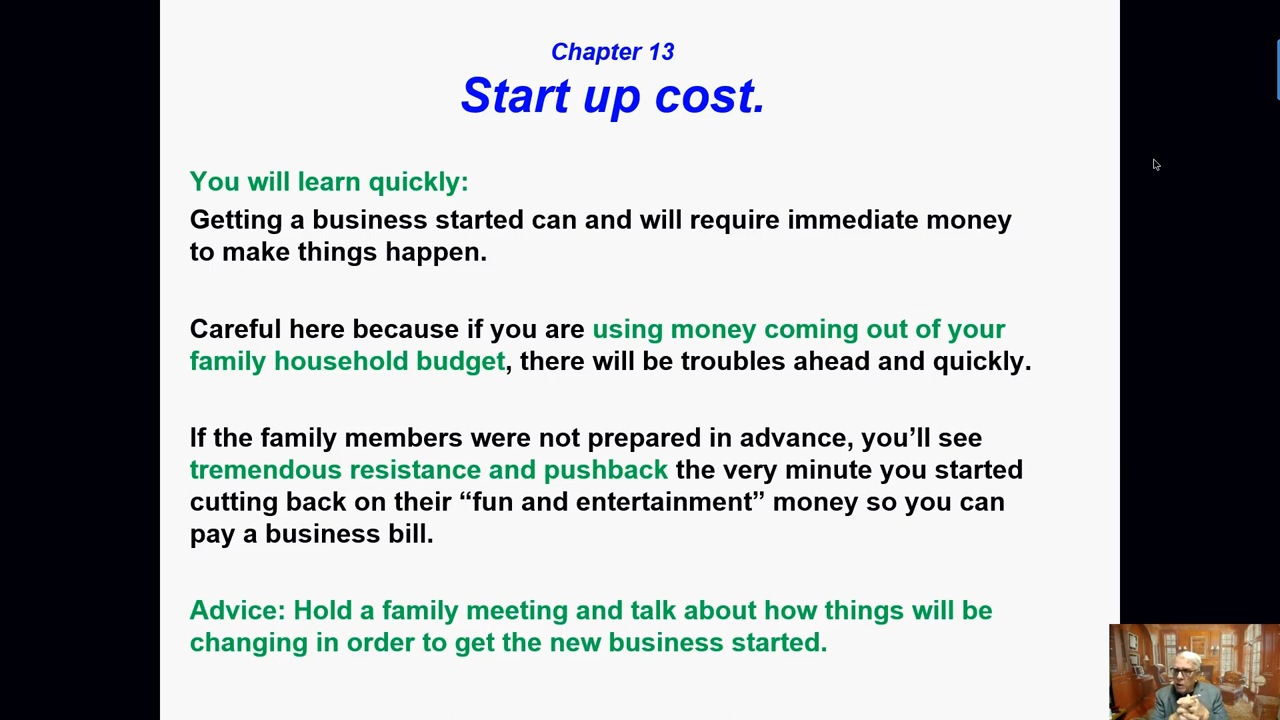 Chapter 13
Start up cost.
You will learn quickly:
Getting a business started can and will require immediate money
to make things happen.
Careful here because if you are using money coming out of your
family household budget, there will be troubles ahead and quickly.
If the family members were not prepared in advance, you’ll see
tremendous resistance and pushback the very minute you started
cutting back on their “fun and entertainment” money so you can
pay a business bill.
Advice: Hold a family meeting and talk about how things will be
changing in order to get the new business started.